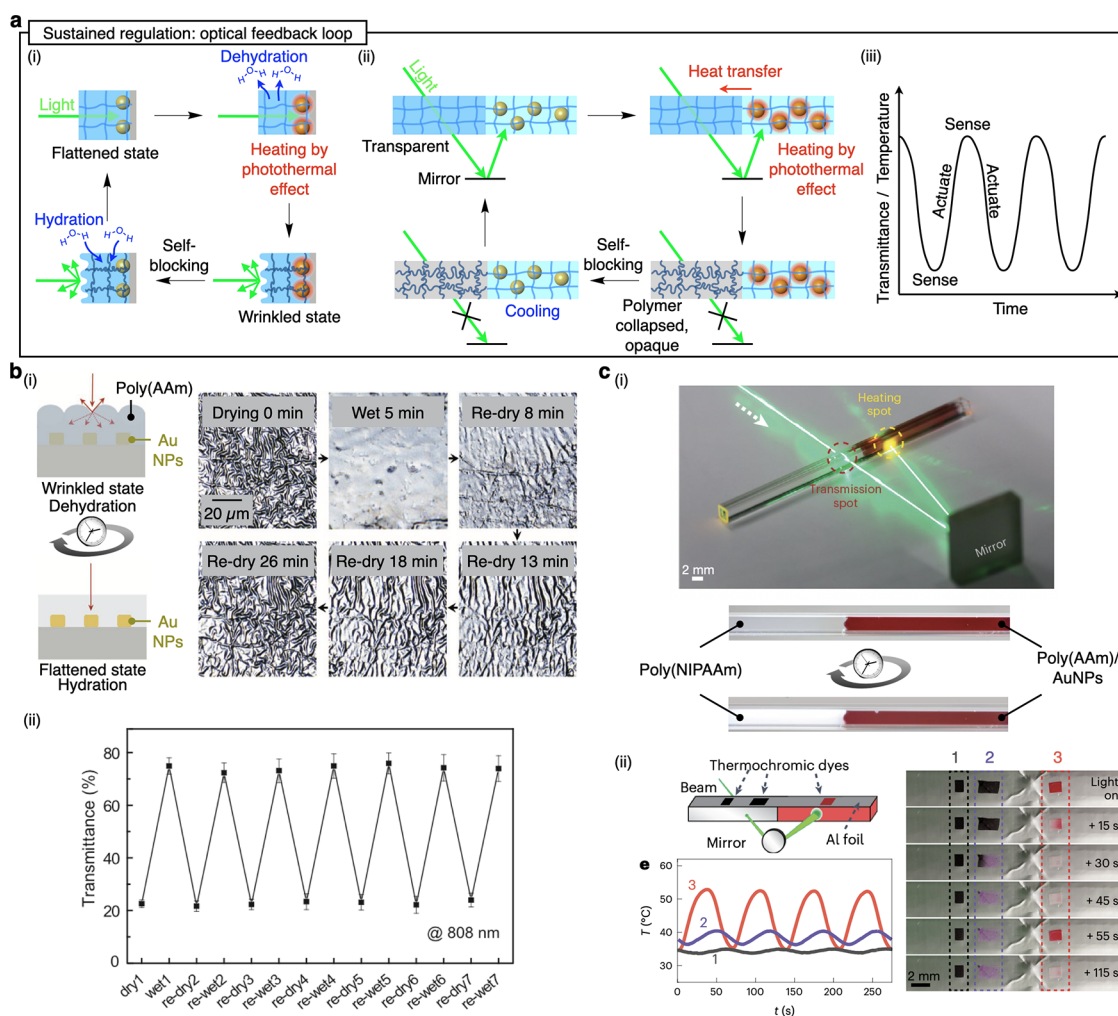 a
Sustained regulation: optical feedback loop
(i)
Dehydration
H-O-H
H-O-H
Light
Flattened state
Heating by
photothermal
effect
Hydration
H-O-H
H-O-H
Self-
blocking
Wrinkled state
(ii)
Light
Heat transfer
Transparent
Mirror
Heating by
photothermal
effect
Self-
blocking
Cooling
Polymer
collapsed,
opaque
(iii)
Transmittance / Temperature
Sense
Actuate
Actuate
Sense
Time
b
(i)
Poly(AAm)
Au
NPs
Wrinkled state
Dehydration
Au
NPs
Flattened state
Hydration
Drying 0 min
Wet 5 min
Re-dry 8 min
20 µm
Re-dry 26 min
Re-dry 18 min
Re-dry 13 min
(ii)
Transmittance (%)
80
60
40
20
0
@ 808 nm
dry1
wet1
re-dry2
re-wet2
re-dry3
re-wet3
re-dry4
re-wet4
re-dry5
re-wet5
re-dry6
re-wet6
re-dry7
re-wet7
c
(i)
Heating
spot
Transmission
spot
Mirror
2 mm
Poly(NIPAAm)
Poly(AAm)/
AuNPs
(ii)
Thermochromic dyes
Beam
Mirror
Al foil
e
60
50
40
30
T (°C)
3
2
1
0
50
100
150
200
250
t (s)
1
2
3
Light
on
+ 15 s
+ 30 s
+ 45 s
+ 55 s
+ 115 s
2 mm